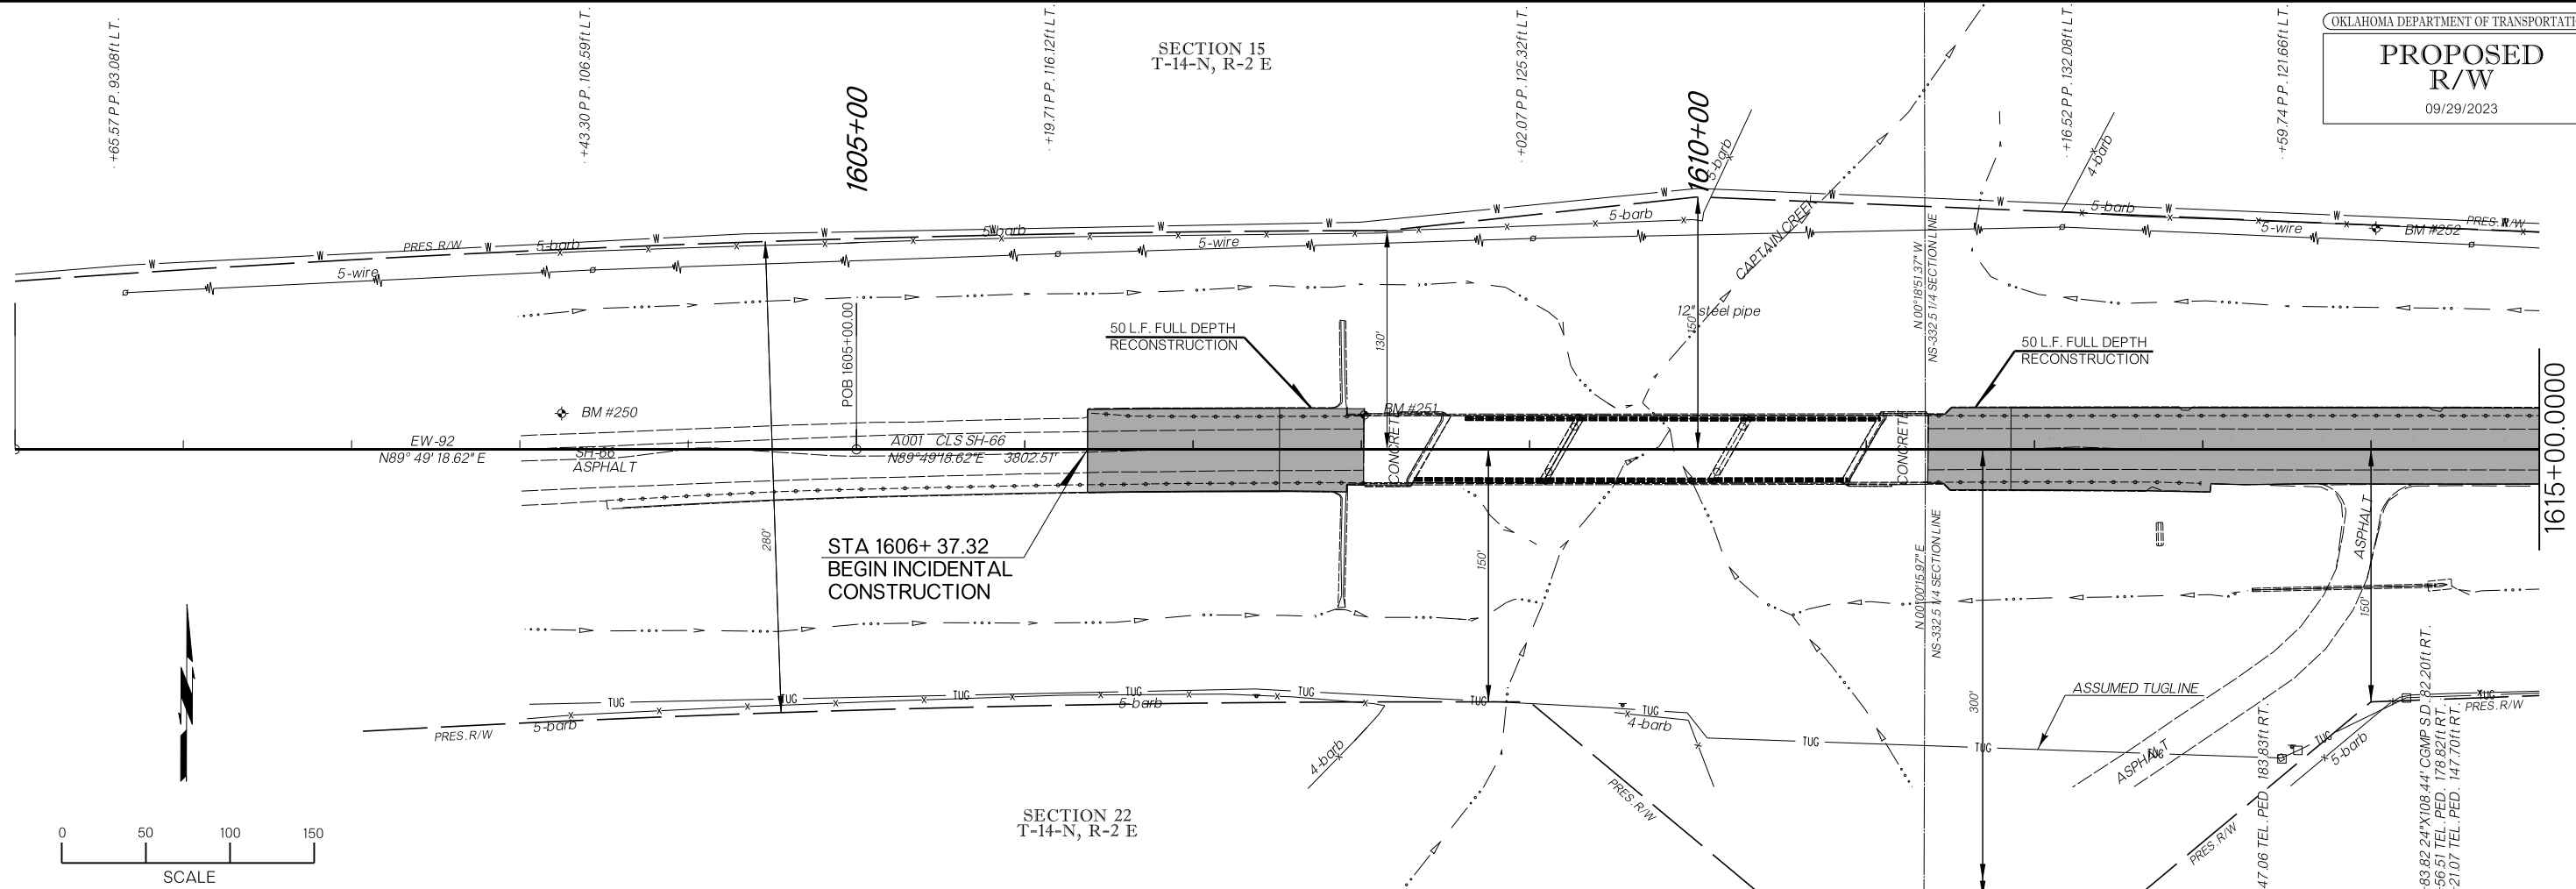 +65.57 P.P. 93.08ft LT.
+43.30 P.P. 106.59ft LT.
+19.71 P.P. 116.12ft LT.
+02.07 P.P. 125.32ft LT.
+16.52 P.P. 132.08ft LT.
+59.74 P.P. 121.66ft LT.
OKLAHOMA DEPARTMENT OF TRANSPORTATI
PROPOSED
R/W
09/29/2023
SECTION 15
T-14-N, R-2 E
1605+00
1610+00
5-barb
4-barb
W W W W W W W W W W W W W W
PRES. R/W
5-barb
5-barb
5-barb
5-barb
PRES. R/W
5-wire
5-wire
5-wire
BM #252
CAPTAIN CREEK
N 00°18'51.37" W
NS-332.5 1/4 SECTION LINE
12" steel pipe
130'
150'
POB 1605+00.00
50 L.F. FULL DEPTH
RECONSTRUCTION
50 L.F. FULL DEPTH
RECONSTRUCTION
1615+00.0000
BM #250
BM #251
EW-92
N89° 49' 18.62" E
SH-66
ASPHALT
A001 CLS SH-66
N89°49'18.62"E 3802.51'
CONCRETE
CONCRETE
ASPHALT
STA 1606+ 37.32
BEGIN INCIDENTAL
CONSTRUCTION
280'
150'
N 00°00'15.97" E
NS-332.5 1/4 SECTION LINE
150'
300'
TUG TUG TUG TUG TUG TUG TUG TUG TUG TUG TUG TUG
ASSUMED TUGLINE
PRES. R/W
5-barb
5-barb
4-barb
4-barb
PRES. R/W
ASPHALT
5-barb
PRES. R/W
PRES. R/W
47.06 TEL. PED. 183.83ft RT.
83.82 24"X108.4' CGMP S.D. 82.20ft RT.
56.51 TEL. PED. 178.82ft RT.
21.07 TEL. PED. 147.70ft RT.
SECTION 22
T-14-N, R-2 E
0 50 100 150
SCALE